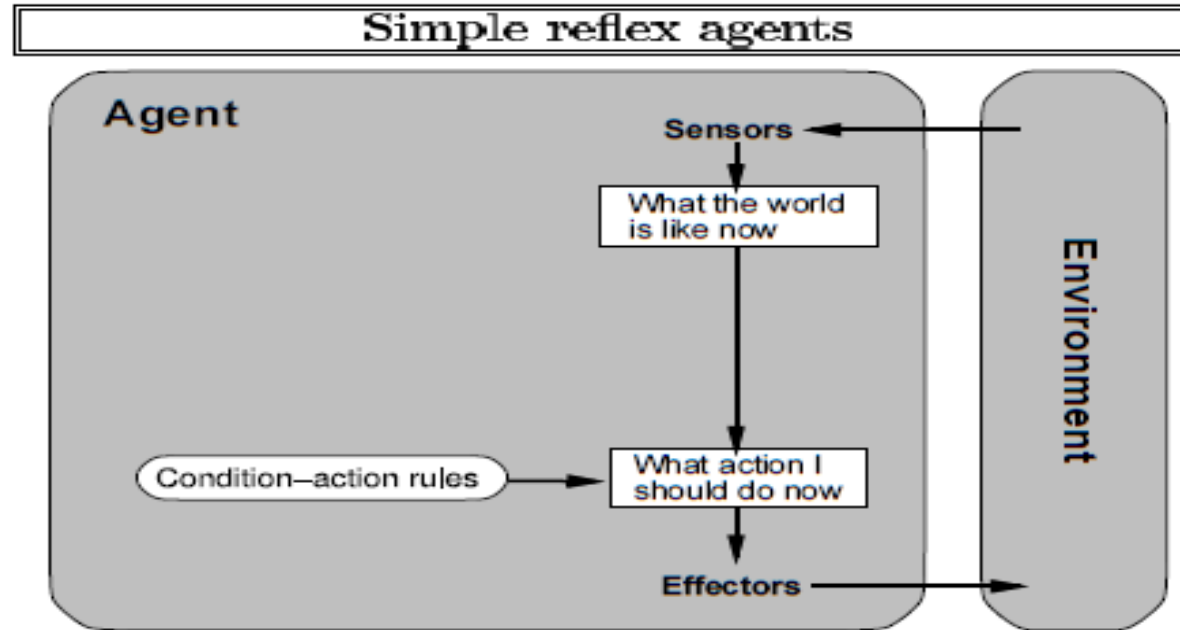 Simple reflex agents
Agent
Sensors
What the world
is like now
Environment
Condition–action rules
What action I
should do now
Effectors